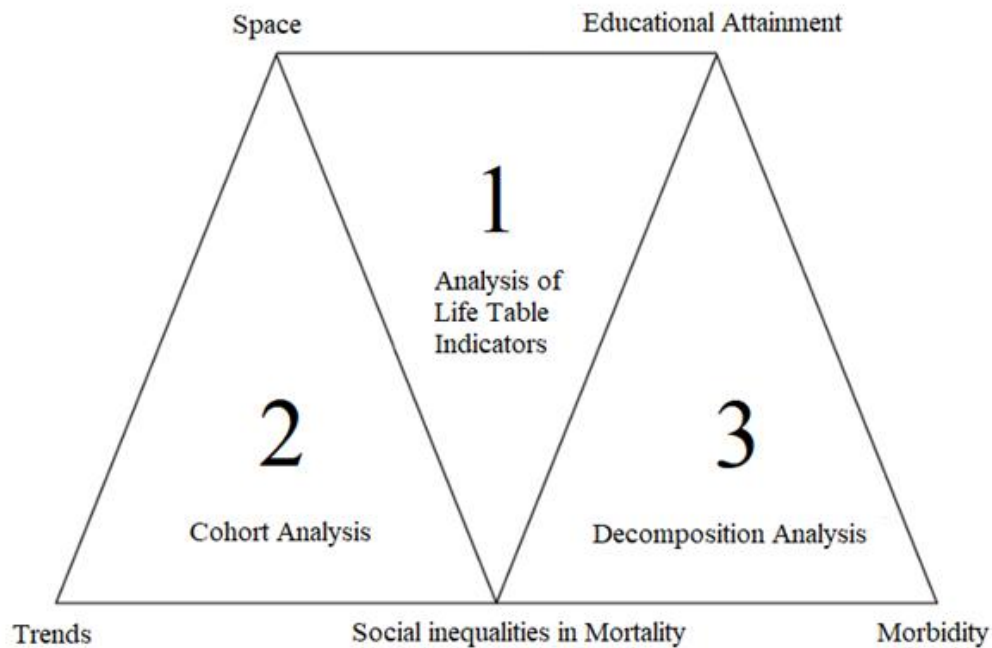 Space
Educational Attainment
1
Analysis of
Life Table
Indicators
2
3
Cohort Analysis
Decomposition Analysis
Trends
Social inequalities in Mortality
Morbidity